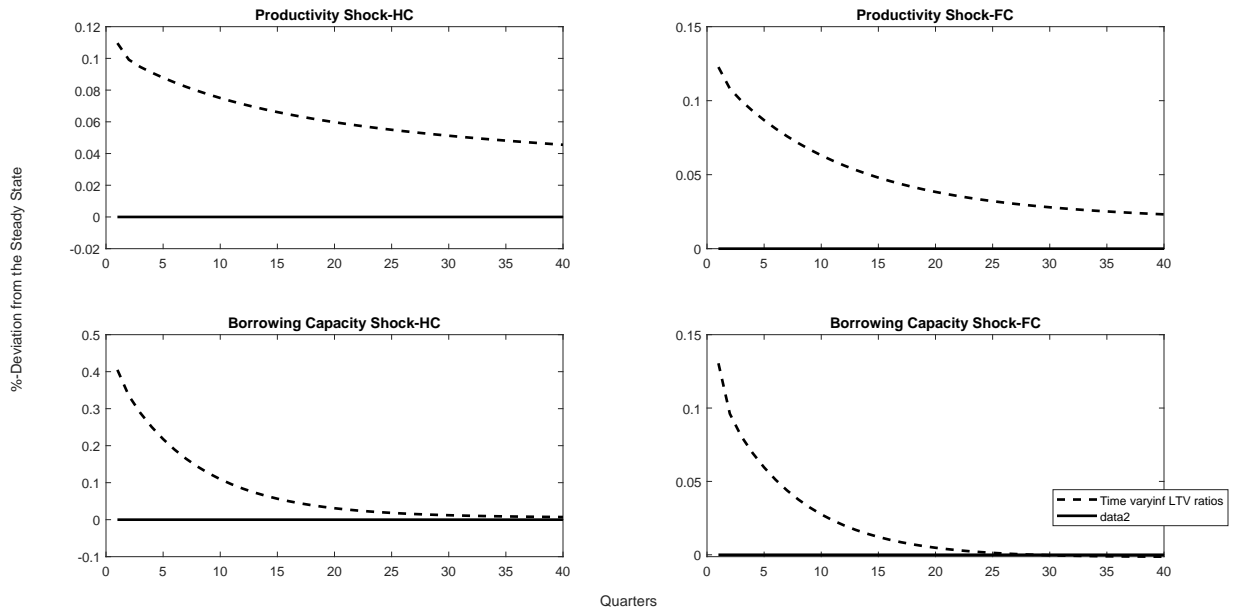 Productivity Shock-HC
0.12
0.1
0.08
0.06
0.04
0.02
0
-0.02
0 5 10 15 20 25 30 35 40
Productivity Shock-FC
0.15
0.1
0.05
0
0 5 10 15 20 25 30 35 40
%-Deviation from the Steady State
Borrowing Capacity Shock-HC
0.5
0.4
0.3
0.2
0.1
0
-0.1
0 5 10 15 20 25 30 35 40
Borrowing Capacity Shock-FC
0.15
0.1
0.05
0
0 5 10 15 20 25 30 35 40
Time varyinf LTV ratios
data2
Quarters